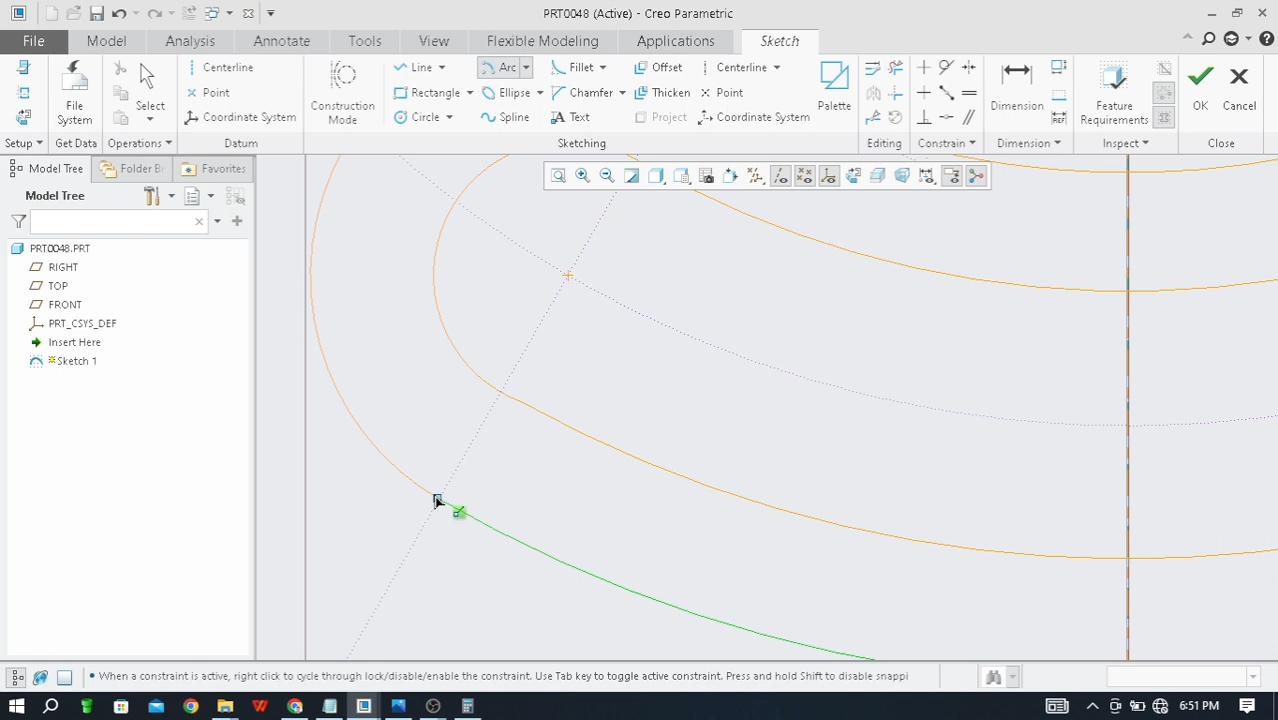 PRT0048 (Active) - Creo Parametric
File Model Analysis Annotate Tools View Flexible Modeling Applications Sketch
Centerline Line Arc Fillet Offset Centerline
Point Rectangle Ellipse Chamfer Thicken Point
Coordinate System Circle Spline Text Project Coordinate System
File System Select Construction Mode Palette Dimension Feature Requirements OK Cancel
Setup Get Data Operations Datum Sketching Editing Constrain Dimension Inspect Close
Model Tree Folder Br Favorites
Model Tree
PRT0048.PRT
RIGHT
TOP
FRONT
PRT_CSYS_DEF
Insert Here
Sketch 1
When a constraint is active, right click to cycle through lock/disable/enable the constraint. Use Tab key to toggle active constraint. Press and hold Shift to disable snappi
6:51 PM